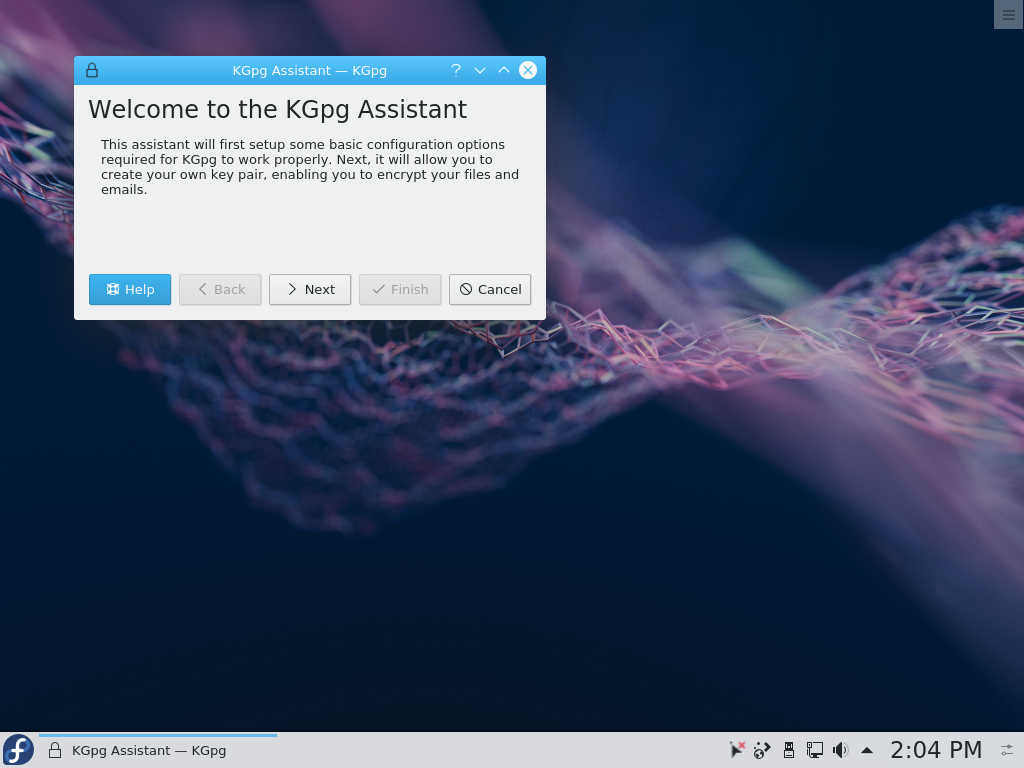 KGpg Assistant — KGpg
Welcome to the KGpg Assistant
This assistant will first setup some basic configuration options
required for KGpg to work properly. Next, it will allow you to
create your own key pair, enabling you to encrypt your files and
emails.
Help
Back
Next
Finish
Cancel
KGpg Assistant — KGpg
2:04 PM